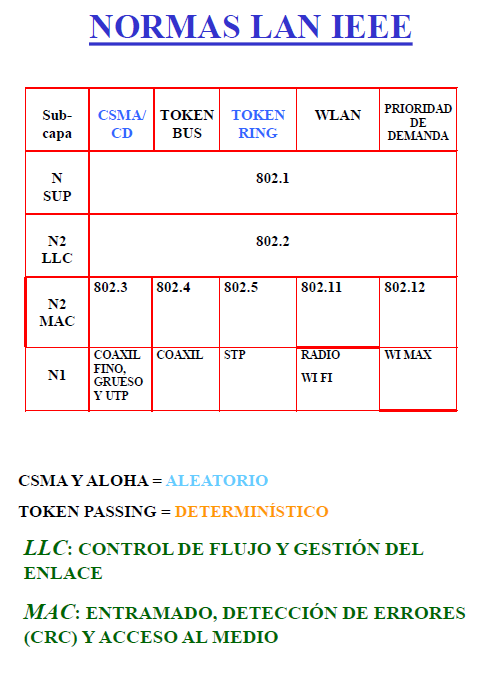 NORMAS LAN IEEE
Sub-
capa
CSMA/
CD
TOKEN
BUS
TOKEN
RING
WLAN
PRIORIDAD
DE
DEMANDA
N
SUP
802.1
N2
LLC
802.2
N2
MAC
802.3
802.4
802.5
802.11
802.12
N1
COAXIL
FINO,
GRUESO
Y UTP
COAXIL
STP
RADIO
WI FI
WI MAX
CSMA Y ALOHA = ALEATORIO
TOKEN PASSING = DETERMINÍSTICO
LLC: CONTROL DE FLUJO Y GESTIÓN DEL
ENLACE
MAC: ENTRAMADO, DETECCIÓN DE ERRORES
(CRC) Y ACCESO AL MEDIO